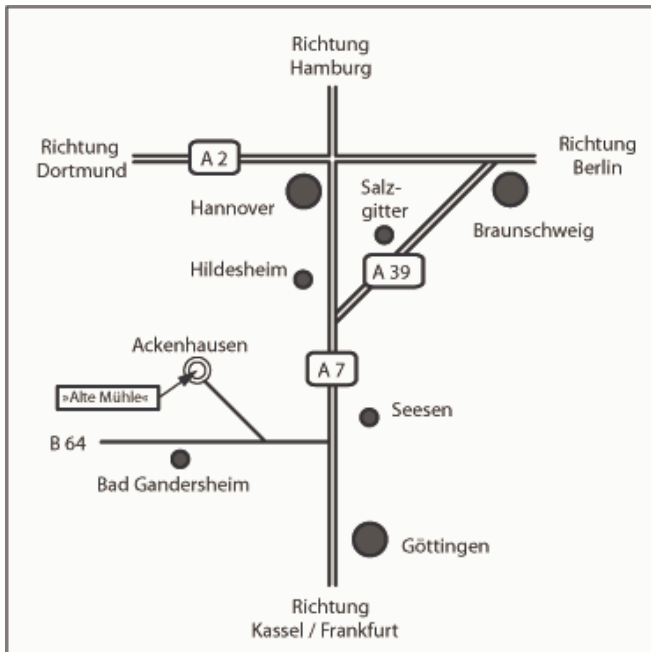 Richtung
Hamburg
Richtung
Dortmund
A 2
Richtung
Berlin
Hannover
Salz-
gitter
Braunschweig
Hildesheim
A 39
Ackenhausen
A 7
»Alte Mühle«
Seesen
B 64
Bad Gandersheim
Göttingen
Richtung
Kassel / Frankfurt